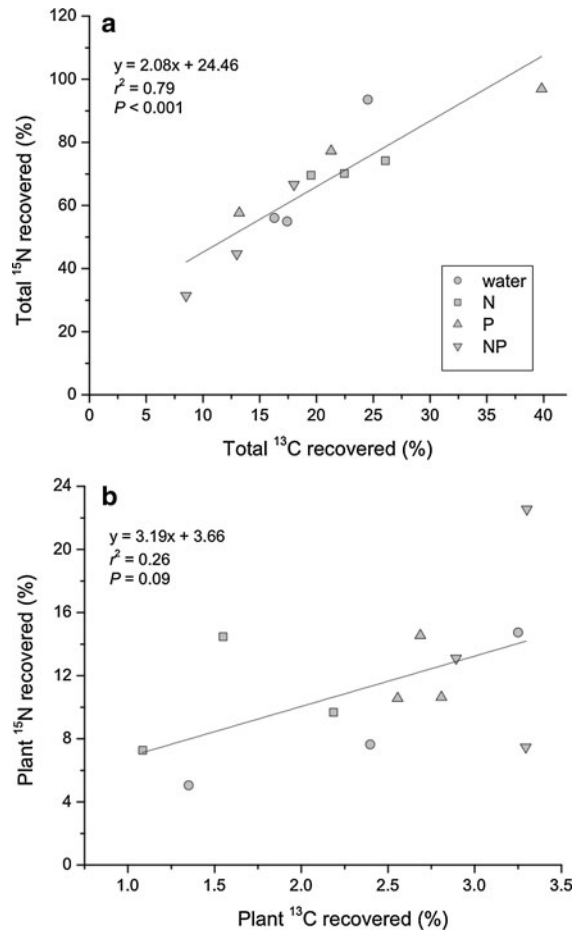 a
y = 2.08x + 24.46
r² = 0.79
P < 0.001
120
100
80
60
40
20
0
Total ¹⁵N recovered (%)
water
N
P
NP
0 5 10 15 20 25 30 35 40
Total ¹³C recovered (%)
b
y = 3.19x + 3.66
r² = 0.26
P = 0.09
24
20
16
12
8
4
0
Plant ¹⁵N recovered (%)
1.0 1.5 2.0 2.5 3.0 3.5
Plant ¹³C recovered (%)